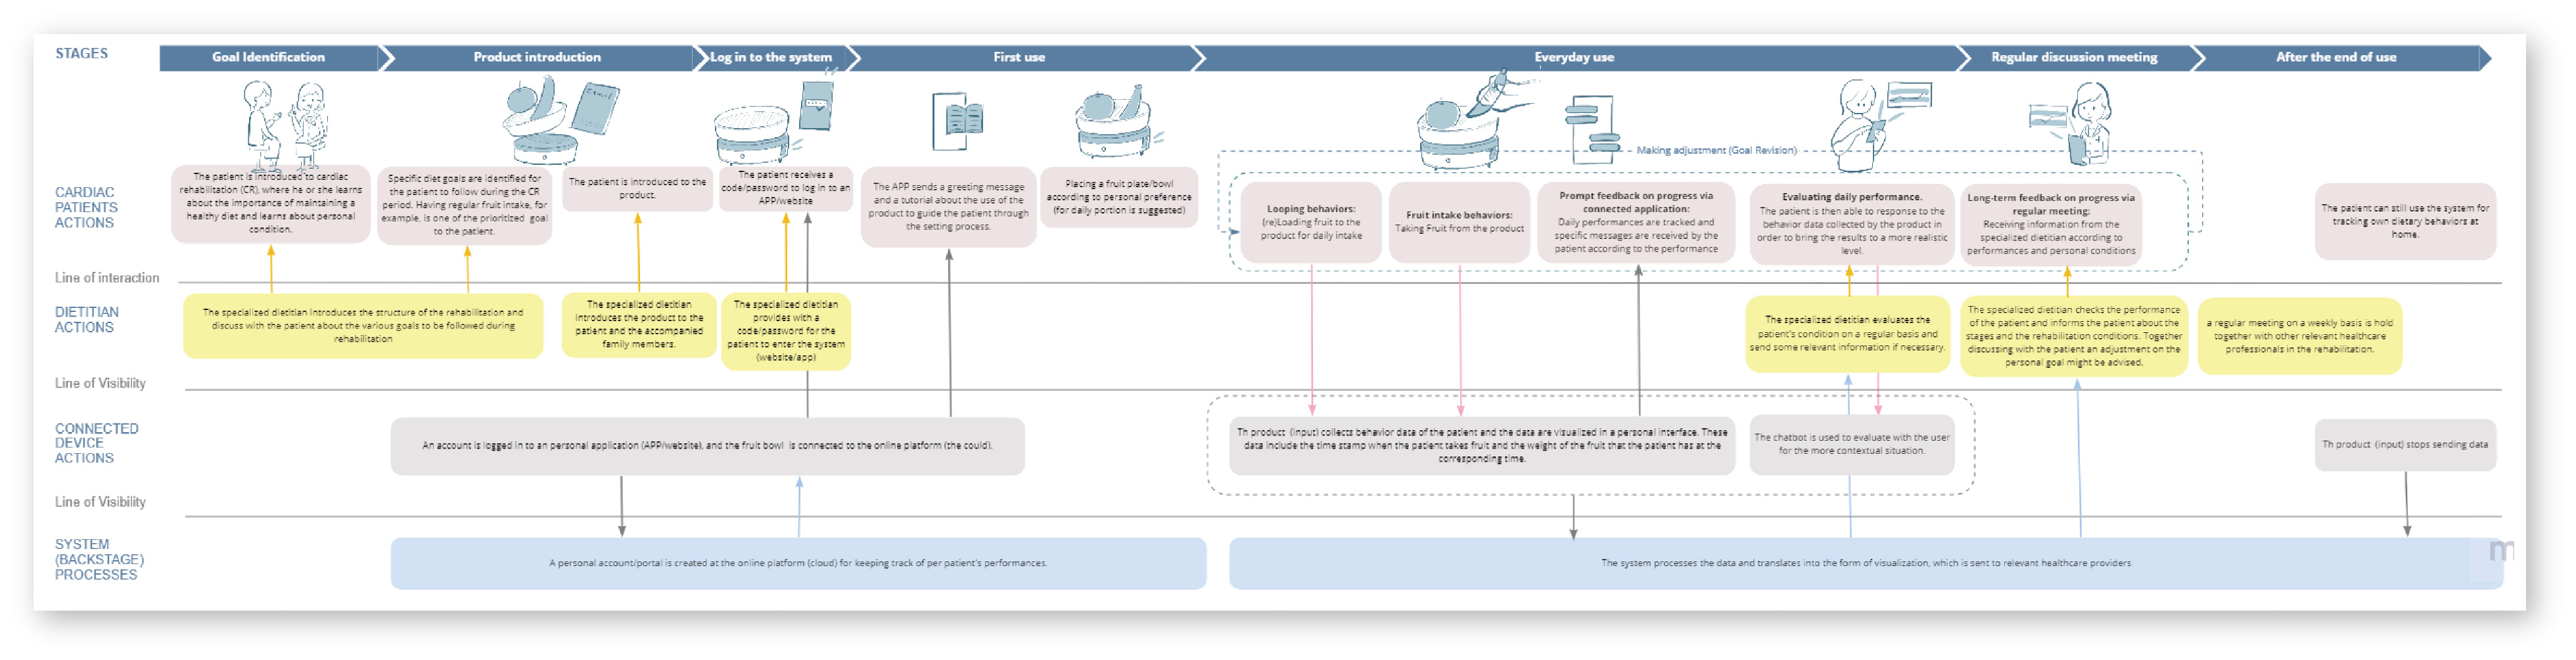 STAGES
Goal Identification
Product introduction
Log in to the system
First use
Everyday use
Regular discussion meeting
After the end of use
CARDIAC
PATIENTS
ACTIONS
The patient is introduced to cardiac
rehabilitation (CR), where he or she learns
about the importance of maintaining a
healthy diet and learns about personal
condition.
Specific diet goals are identified for
the patient to follow during the CR
period. Having regular fruit intake, for
example, is one of the prioritized goal
to the patient.
The patient is introduced to the
product.
The patient receives a
code/password to log in to an
APP/website
The APP sends a greeting message
and a tutorial about the use of the
product to guide the patient through
the setting process.
Placing a fruit plate/bowl
according to personal preference
(for daily portion is suggested)
Making adjustment (Goal Revision)
Looping behaviors:
(re)Loading fruit to the
product for daily intake
Fruit intake behaviors:
Taking Fruit from the product
Prompt feedback on progress via
connected application:
Daily performances are tracked and
specific messages are received by the
patient according to the performance
Evaluating daily performance.
The patient is then able to response to the
behavior data collected by the product in
order to bring the results to a more realistic
level.
Long-term feedback on progress via
regular meeting:
Receiving information from the
specialized dietitian according to
performances and personal conditions
The patient can still use the system for
tracking own dietary behaviors at
home.
Line of interaction
DIETITIAN
ACTIONS
The specialized dietitian introduces the structure of the rehabilitation and
discuss with the patient about the various goals to be followed during
rehabilitation
The specialized dietitian
introduces the product to the
patient and the accompanied
family members.
The specialized dietitian
provides with a
code/password for the
patient to enter the system
(website/app)
The specialized dietitian evaluates the
patient's condition on a regular basis and
send some relevant information if necessary.
The specialized dietitian checks the performance
of the patient and informs the patient about the
stages and the rehabilitation conditions. Together
discussing with the patient an adjustment on the
personal goal might be advised.
a regular meeting on a weekly basis is hold
together with other relevant healthcare
professionals in the rehabilitation.
Line of Visibility
CONNECTED
DEVICE
ACTIONS
An account is logged in to an personal application (APP/website), and the fruit bowl is connected to the online platform (the could).
Th product (input) collects behavior data of the patient and the data are visualized in a personal interface. These
data include the time stamp when the patient takes fruit and the weight of the fruit that the patient has at the
corresponding time.
The chatbot is used to evaluate with the user
for the more contextual situation.
Th product (input) stops sending data
Line of Visibility
SYSTEM
(BACKSTAGE)
PROCESSES
A personal account/portal is created at the online platform (cloud) for keeping track of per patient's performances.
The system processes the data and translates into the form of visualization, which is sent to relevant healthcare providers
m